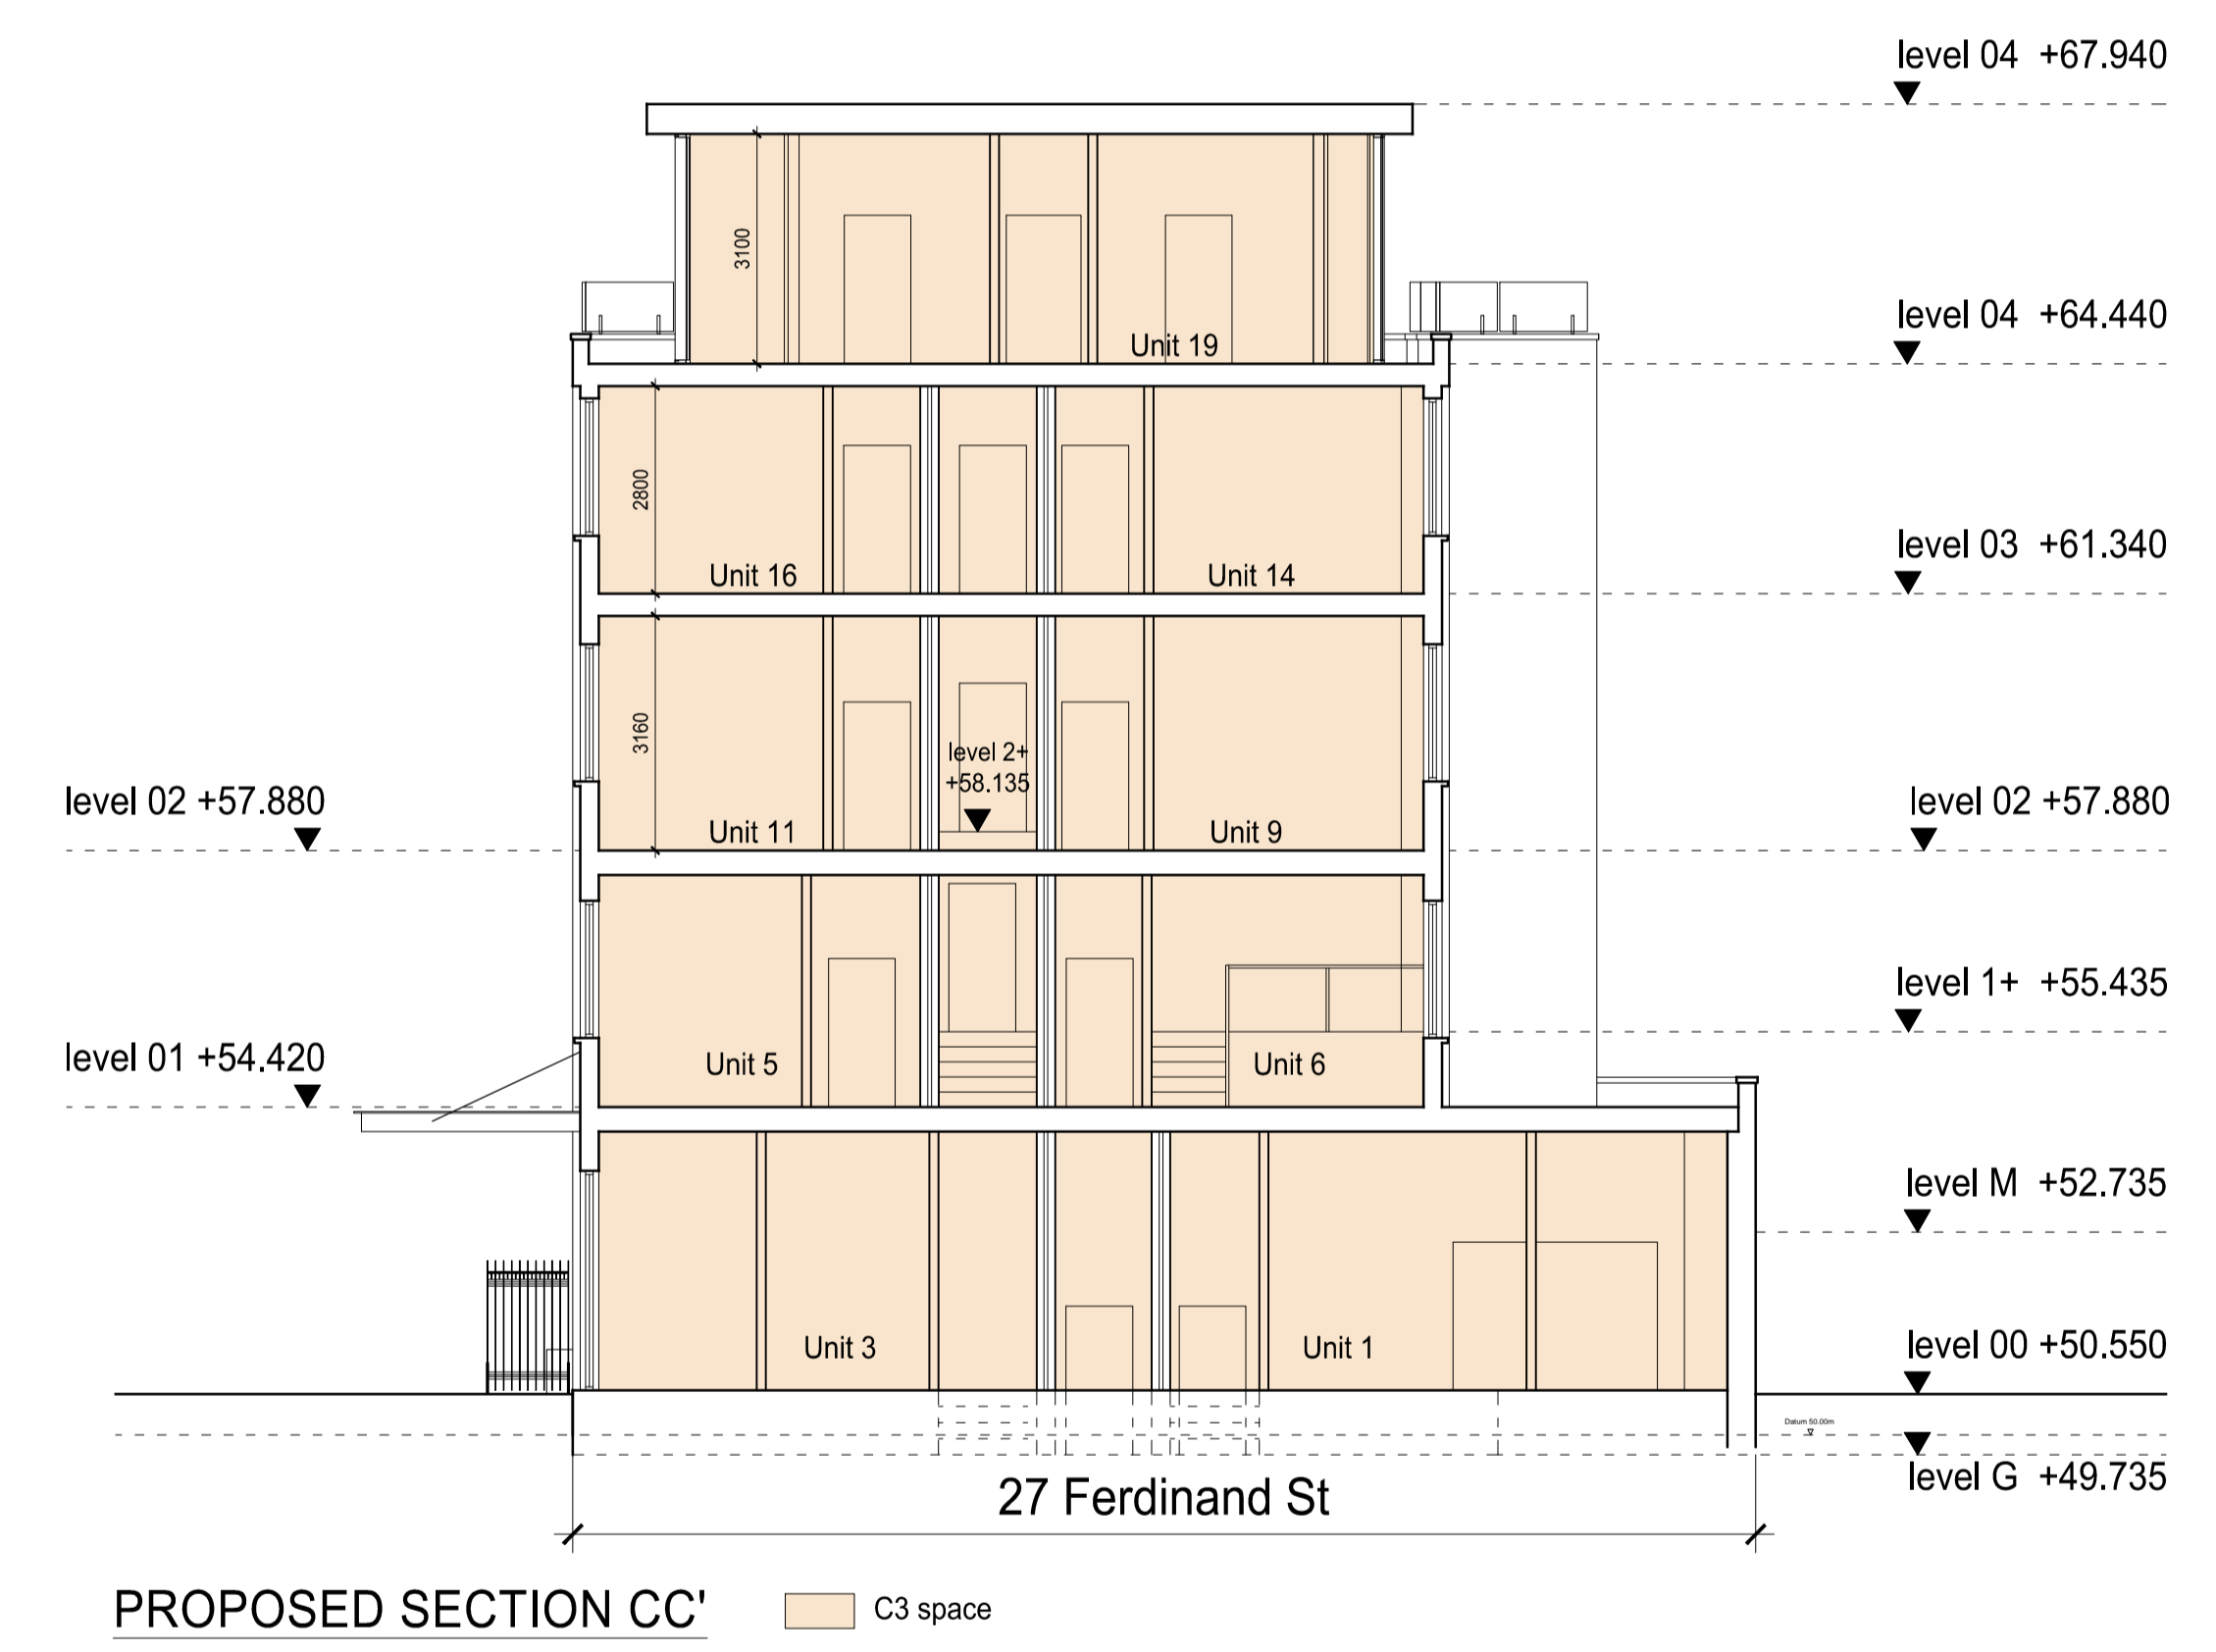 level 04 +67.940
3100
level 04 +64.440
Unit 19
2800
level 03 +61.340
Unit 16
Unit 14
3160
level 2+
+58.135
level 02 +57.880
level 02 +57.880
Unit 11
Unit 9
level 1+ +55.435
level 01 +54.420
Unit 5
Unit 6
level M +52.735
Unit 3
Unit 1
level 00 +50.550
Datum 50.00m
level G +49.735
27 Ferdinand St
PROPOSED SECTION CC'
C3 space